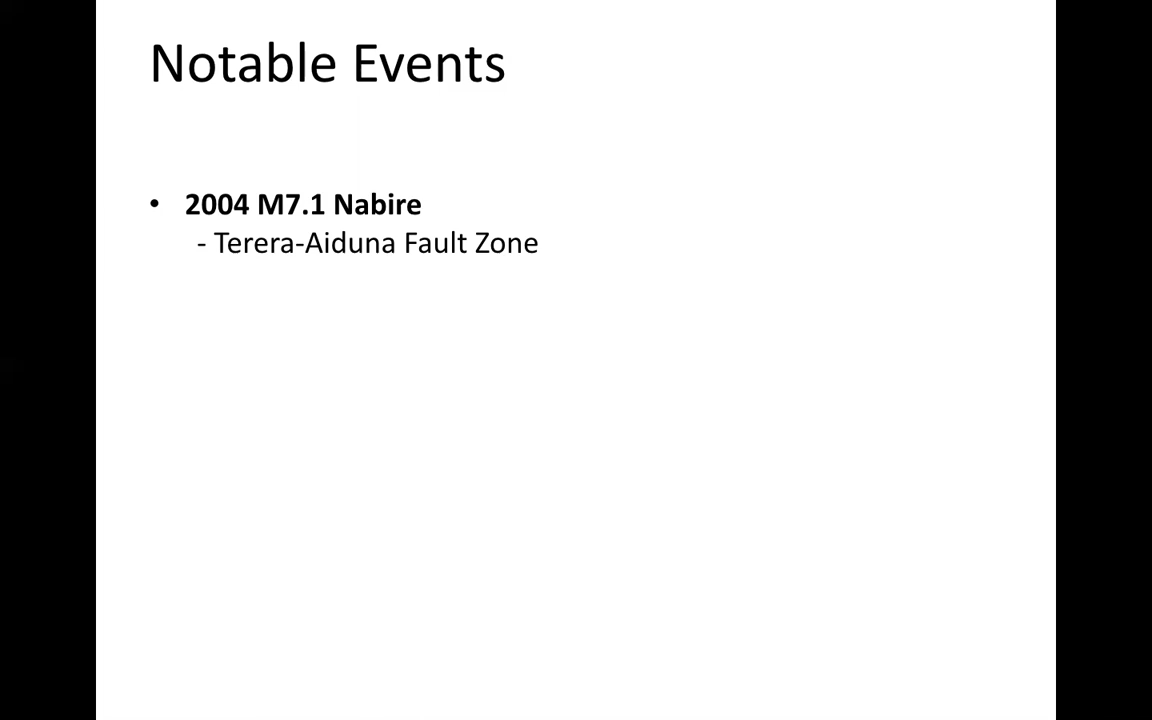 Notable Events
• 2004 M7.1 Nabire
- Terera-Aiduna Fault Zone